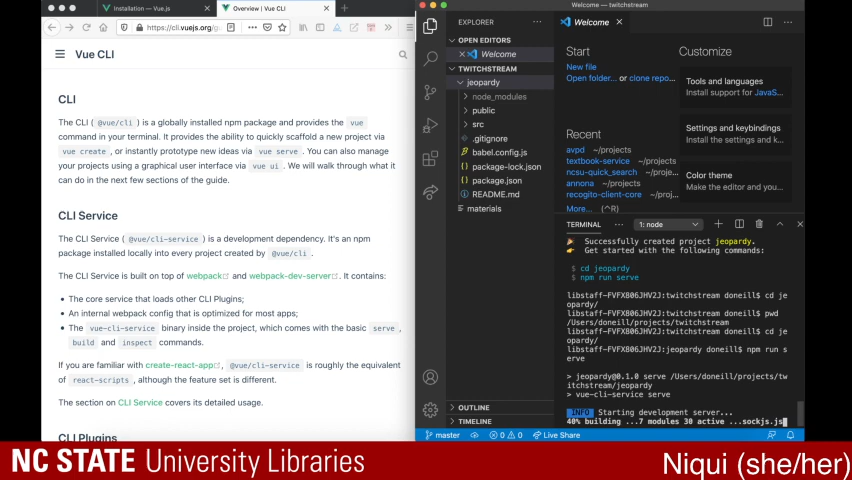 Installation — Vue.js
Overview | Vue CLI
https://cli.vuejs.org/gu
Vue CLI
CLI
The CLI ( @vue/cli ) is a globally installed npm package and provides the vue
command in your terminal. It provides the ability to quickly scaffold a new project via
vue create , or instantly prototype new ideas via vue serve . You can also manage
your projects using a graphical user interface via vue ui . We will walk through what it
can do in the next few sections of the guide.
CLI Service
The CLI Service ( @vue/cli-service ) is a development dependency. It's an npm
package installed locally into every project created by @vue/cli .
The CLI Service is built on top of webpack and webpack-dev-server . It contains:
• The core service that loads other CLI Plugins;
• An internal webpack config that is optimized for most apps;
• The vue-cli-service binary inside the project, which comes with the basic serve ,
build and inspect commands.
If you are familiar with create-react-app , @vue/cli-service is roughly the equivalent
of react-scripts , although the feature set is different.
The section on CLI Service covers its detailed usage.
CLI Plugins
Welcome — twitchstream
EXPLORER
OPEN EDITORS
Welcome
TWITCHSTREAM
jeopardy
node_modules
public
src
.gitignore
babel.config.js
package-lock.json
package.json
README.md
materials
OUTLINE
TIMELINE
Welcome
Start
New file
Open folder... or clone repo...
Recent
avpd ~/projects
textbook-service ~/projects
ncsu-quick_search ~/projects
annona ~/projects
recogito-client-core ~/proj...
More... (^R)
Customize
Tools and languages
Install support for JavaS...
Settings and keybindings
Install the settings and k...
Color theme
Make the editor and you...
TERMINAL ... 1: node
Successfully created project jeopardy.
Get started with the following commands:
$ cd jeopardy
$ npm run serve
libstaff-FVFX806JHV2J:twitchstream doneill$ cd je
opardy/
libstaff-FVFX806JHV2J:twitchstream doneill$ pwd
/Users/doneill/projects/twitchstream
libstaff-FVFX806JHV2J:twitchstream doneill$ cd je
opardy/
libstaff-FVFX806JHV2J:jeopardy doneill$ npm run s
erve
> jeopardy@0.1.0 serve /Users/doneill/projects/tw
itchstream/jeopardy
> vue-cli-service serve
INFO Starting development server...
40% building ...7 modules 30 active ...sockjs.js
master
0 0
Live Share
NC STATE University Libraries
Niqui (she/her)